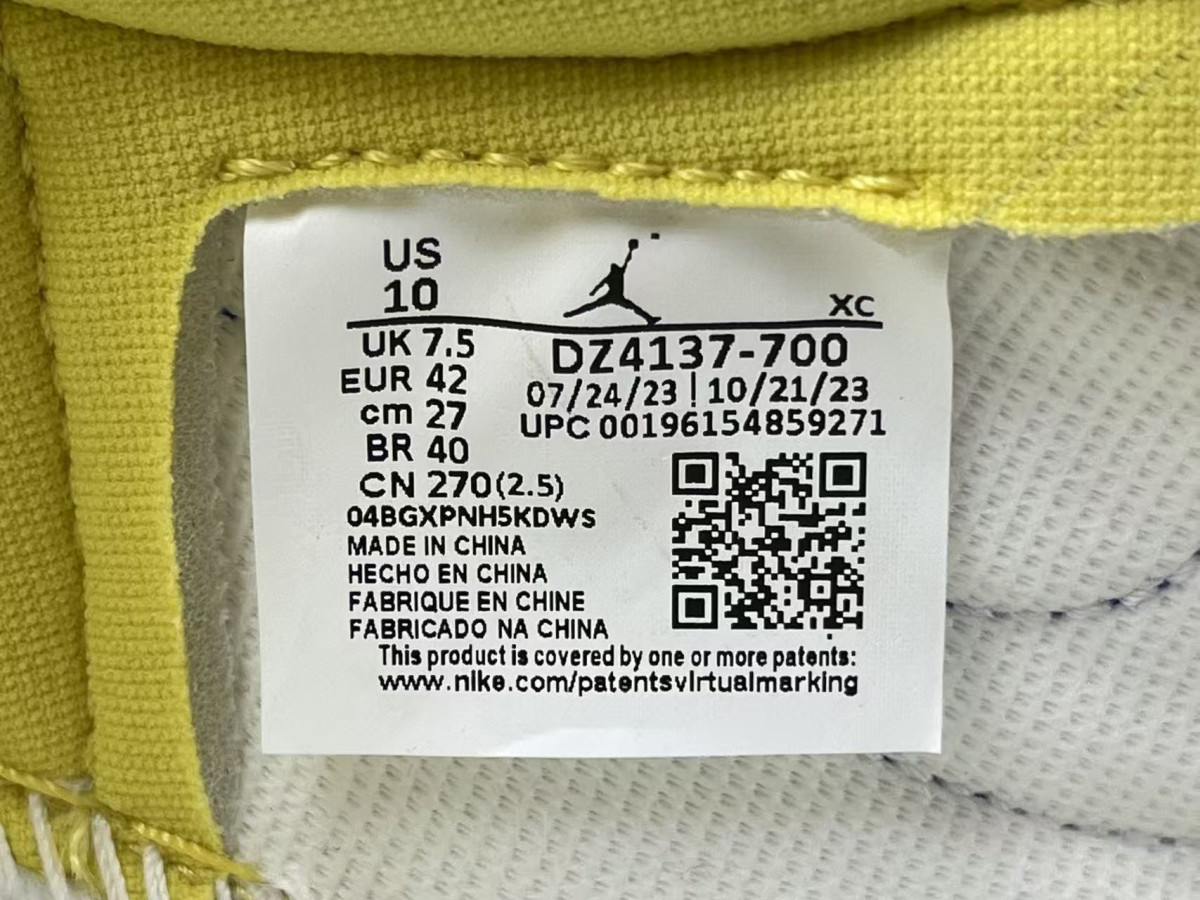 US
10
XC
UK 7.5
EUR 42
cm 27
BR 40
CN 270(2.5)
DZ4137-700
07/24/23 | 10/21/23
UPC 00196154859271
04BGXPNH5KDWS
MADE IN CHINA
HECHO EN CHINA
FABRIQUE EN CHINE
FABRICADO NA CHINA
This product is covered by one or more patents:
www.nike.com/patentsvirtualmarking